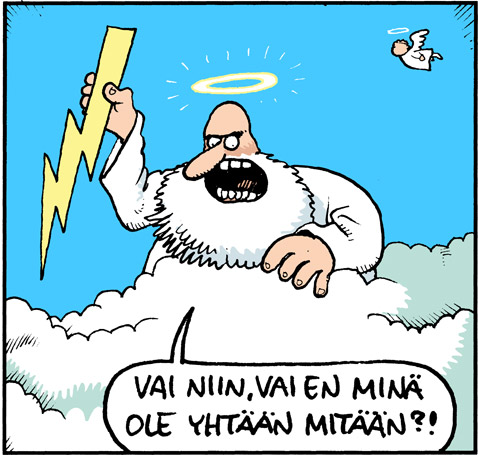 VAI NIIN, VAI EN MINÄ
OLE YHTÄÄN MITÄÄN?!